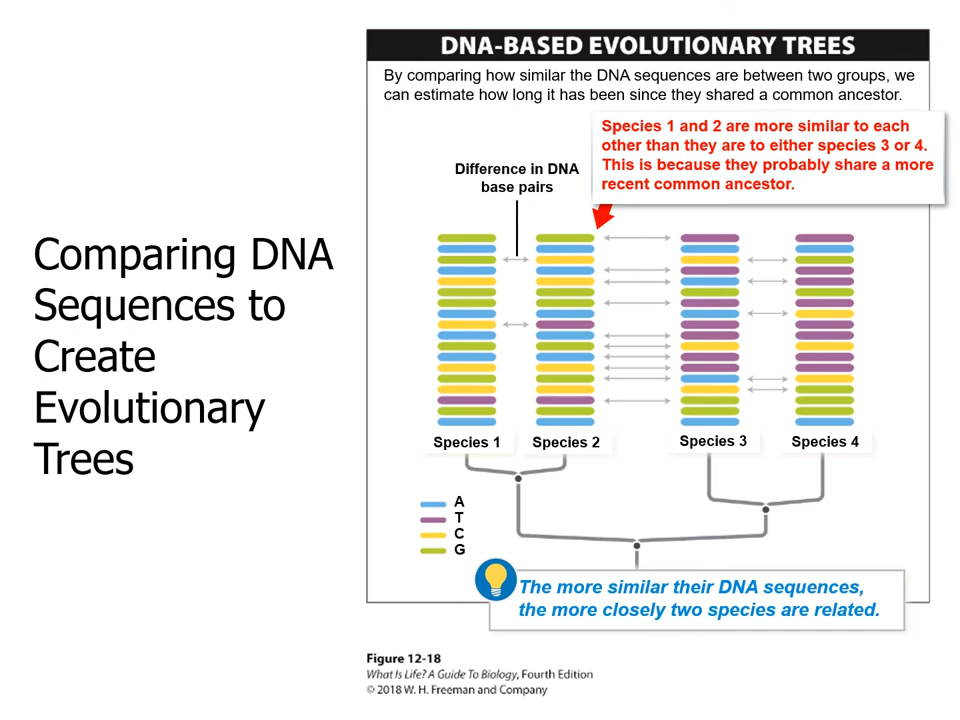 Comparing DNA
Sequences to
Create
Evolutionary
Trees
DNA-BASED EVOLUTIONARY TREES
By comparing how similar the DNA sequences are between two groups, we
can estimate how long it has been since they shared a common ancestor.
Species 1 and 2 are more similar to each
other than they are to either species 3 or 4.
This is because they probably share a more
recent common ancestor.
Difference in DNA
base pairs
Species 1
Species 2
Species 3
Species 4
A
T
C
G
The more similar their DNA sequences,
the more closely two species are related.
Figure 12-18
What Is Life? A Guide To Biology, Fourth Edition
© 2018 W. H. Freeman and Company